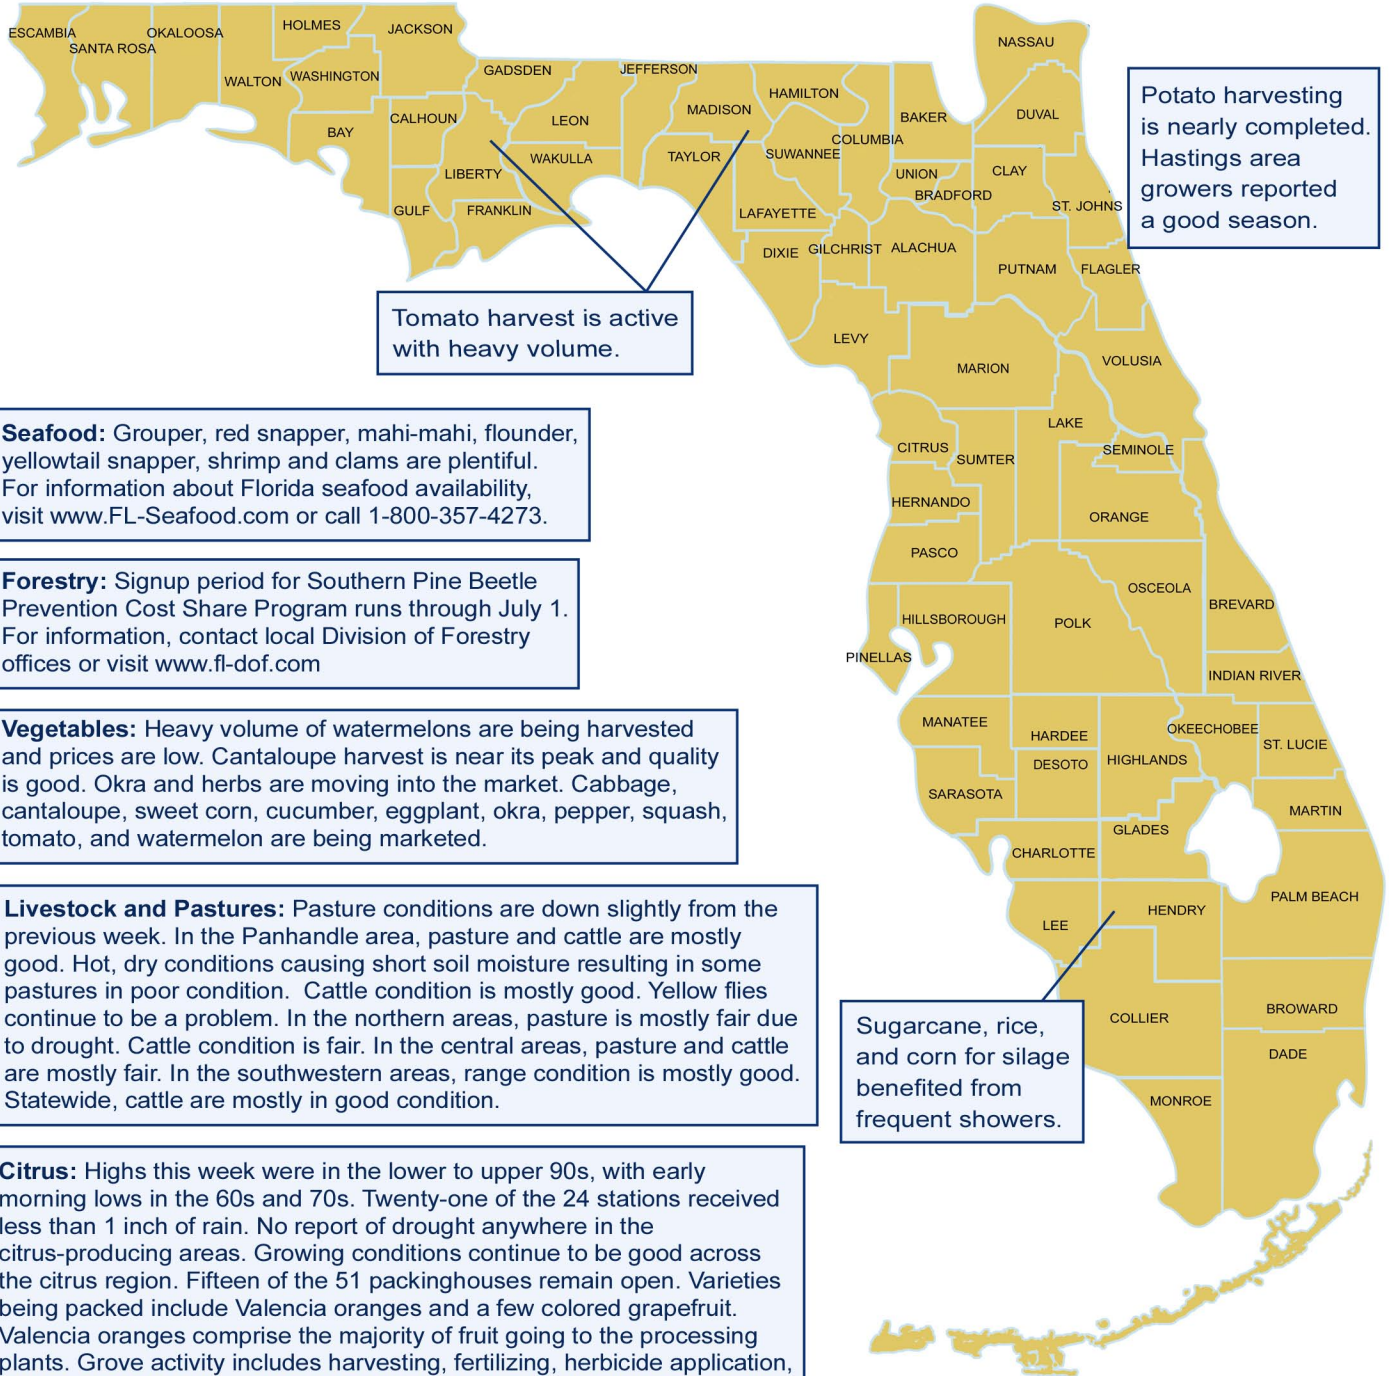 ESCAMBIA
SANTA ROSA
OKALOOSA
WALTON
HOLMES
WASHINGTON
JACKSON
BAY
CALHOUN
GULF
LIBERTY
FRANKLIN
GADSDEN
LEON
WAKULLA
JEFFERSON
MADISON
TAYLOR
HAMILTON
SUWANNEE
LAFAYETTE
DIXIE
COLUMBIA
GILCHRIST
BAKER
UNION
BRADFORD
ALACHUA
NASSAU
DUVAL
CLAY
ST. JOHNS
PUTNAM
FLAGLER
LEVY
MARION
VOLUSIA
CITRUS
SUMTER
LAKE
SEMINOLE
HERNANDO
ORANGE
PASCO
OSCEOLA
BREVARD
HILLSBOROUGH
POLK
PINELLAS
INDIAN RIVER
MANATEE
HARDEE
OKEECHOBEE
ST. LUCIE
DESOTO
HIGHLANDS
SARASOTA
MARTIN
GLADES
CHARLOTTE
PALM BEACH
LEE
HENDRY
COLLIER
BROWARD
DADE
MONROE
Potato harvesting
is nearly completed.
Hastings area
growers reported
a good season.
Tomato harvest is active
with heavy volume.
Seafood: Grouper, red snapper, mahi-mahi, flounder,
yellowtail snapper, shrimp and clams are plentiful.
For information about Florida seafood availability,
visit www.FL-Seafood.com or call 1-800-357-4273.
Forestry: Signup period for Southern Pine Beetle
Prevention Cost Share Program runs through July 1.
For information, contact local Division of Forestry
offices or visit www.fl-dof.com
Vegetables: Heavy volume of watermelons are being harvested
and prices are low. Cantaloupe harvest is near its peak and quality
is good. Okra and herbs are moving into the market. Cabbage,
cantaloupe, sweet corn, cucumber, eggplant, okra, pepper, squash,
tomato, and watermelon are being marketed.
Livestock and Pastures: Pasture conditions are down slightly from the
previous week. In the Panhandle area, pasture and cattle are mostly
good. Hot, dry conditions causing short soil moisture resulting in some
pastures in poor condition.  Cattle condition is mostly good. Yellow flies
continue to be a problem. In the northern areas, pasture is mostly fair due
to drought. Cattle condition is fair. In the central areas, pasture and cattle
are mostly fair. In the southwestern areas, range condition is mostly good.
Statewide, cattle are mostly in good condition.
Sugarcane, rice,
and corn for silage
benefited from
frequent showers.
Citrus: Highs this week were in the lower to upper 90s, with early
morning lows in the 60s and 70s. Twenty-one of the 24 stations received
less than 1 inch of rain. No report of drought anywhere in the
citrus-producing areas. Growing conditions continue to be good across
the citrus region. Fifteen of the 51 packinghouses remain open. Varieties
being packed include Valencia oranges and a few colored grapefruit.
Valencia oranges comprise the majority of fruit going to the processing
plants. Grove activity includes harvesting, fertilizing, herbicide application,